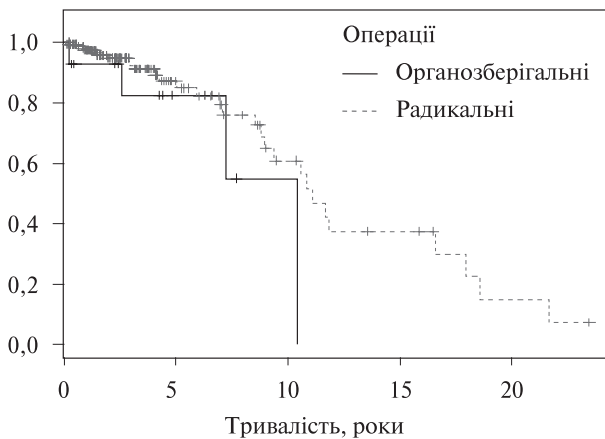 Операції
Органозберігальні
Радикальні
1,0
0,8
0,6
0,4
0,2
0,0
0 5 10 15 20
Тривалість, роки